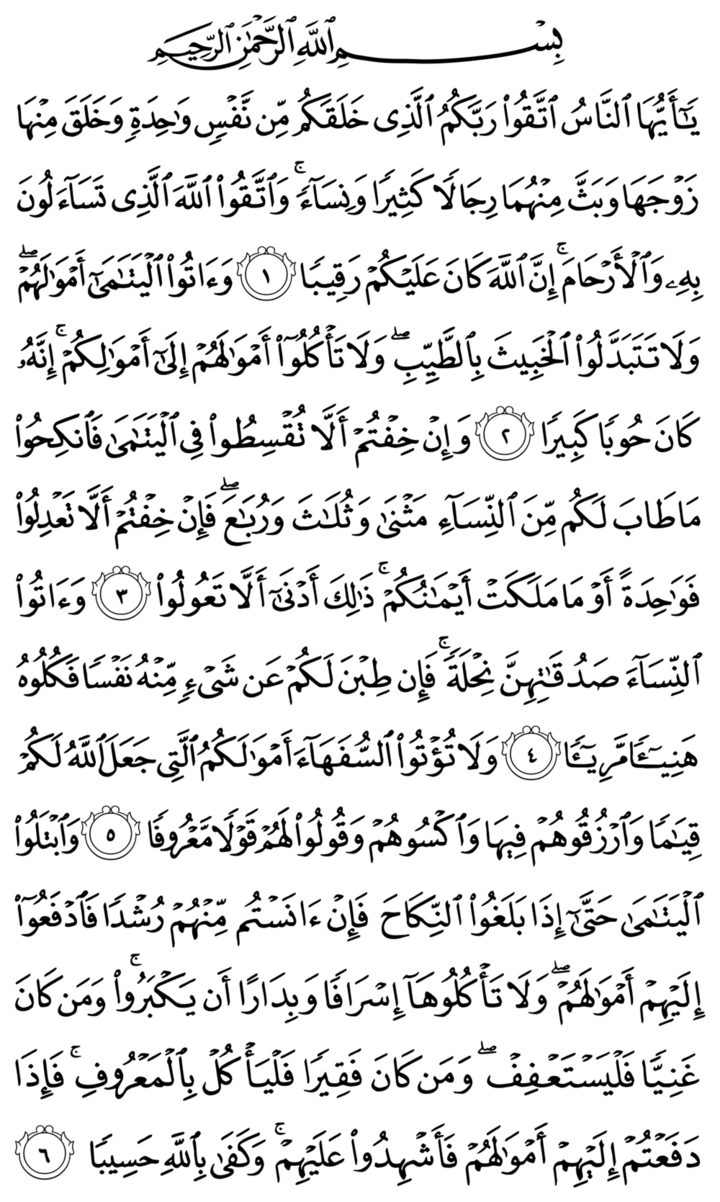 بِسْمِ ٱللَّهِ ٱلرَّحْمَٰنِ ٱلرَّحِيمِ
يَٰٓأَيُّهَا ٱلنَّاسُ ٱتَّقُوا۟ رَبَّكُمُ ٱلَّذِى خَلَقَكُم مِّن نَّفْسٍ وَٰحِدَةٍ وَخَلَقَ مِنْهَا
زَوْجَهَا وَبَثَّ مِنْهُمَا رِجَالًا كَثِيرًا وَنِسَآءً ۚ وَٱتَّقُوا۟ ٱللَّهَ ٱلَّذِى تَسَآءَلُونَ
بِهِۦ وَٱلْأَرْحَامَ ۚ إِنَّ ٱللَّهَ كَانَ عَلَيْكُمْ رَقِيبًا ١ وَءَاتُوا۟ ٱلْيَتَٰمَىٰٓ أَمْوَٰلَهُمْ ۖ
وَلَا تَتَبَدَّلُوا۟ ٱلْخَبِيثَ بِٱلطَّيِّبِ ۖ وَلَا تَأْكُلُوٓا۟ أَمْوَٰلَهُمْ إِلَىٰٓ أَمْوَٰلِكُمْ ۚ إِنَّهُۥ
كَانَ حُوبًا كَبِيرًا ٢ وَإِنْ خِفْتُمْ أَلَّا تُقْسِطُوا۟ فِى ٱلْيَتَٰمَىٰ فَٱنكِحُوا۟
مَا طَابَ لَكُم مِّنَ ٱلنِّسَآءِ مَثْنَىٰ وَثُلَٰثَ وَرُبَٰعَ ۖ فَإِنْ خِفْتُمْ أَلَّا تَعْدِلُوا۟
فَوَٰحِدَةً أَوْ مَا مَلَكَتْ أَيْمَٰنُكُمْ ۚ ذَٰلِكَ أَدْنَىٰٓ أَلَّا تَعُولُوا۟ ٣ وَءَاتُوا۟
ٱلنِّسَآءَ صَدُقَٰتِهِنَّ نِحْلَةً ۚ فَإِن طِبْنَ لَكُمْ عَن شَىْءٍ مِّنْهُ نَفْسًا فَكُلُوهُ
هَنِيٓـًٔا مَّرِيٓـًٔا ٤ وَلَا تُؤْتُوا۟ ٱلسُّفَهَآءَ أَمْوَٰلَكُمُ ٱلَّتِى جَعَلَ ٱللَّهُ لَكُمْ
قِيَٰمًا وَٱرْزُقُوهُمْ فِيهَا وَٱكْسُوهُمْ وَقُولُوا۟ لَهُمْ قَوْلًا مَّعْرُوفًا ٥ وَٱبْتَلُوا۟
ٱلْيَتَٰمَىٰ حَتَّىٰٓ إِذَا بَلَغُوا۟ ٱلنِّكَاحَ فَإِنْ ءَانَسْتُم مِّنْهُمْ رُشْدًا فَٱدْفَعُوٓا۟
إِلَيْهِمْ أَمْوَٰلَهُمْ ۖ وَلَا تَأْكُلُوهَآ إِسْرَافًا وَبِدَارًا أَن يَكْبَرُوا۟ ۚ وَمَن كَانَ
غَنِيًّا فَلْيَسْتَعْفِفْ ۖ وَمَن كَانَ فَقِيرًا فَلْيَأْكُلْ بِٱلْمَعْرُوفِ ۚ فَإِذَا
دَفَعْتُمْ إِلَيْهِمْ أَمْوَٰلَهُمْ فَأَشْهِدُوا۟ عَلَيْهِمْ ۚ وَكَفَىٰ بِٱللَّهِ حَسِيبًا ٦